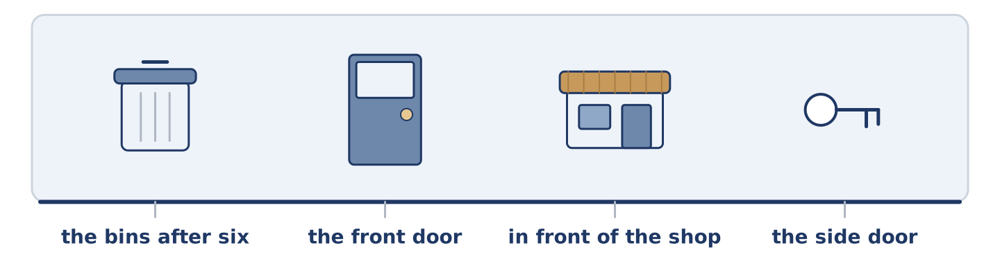 the bins after six
the front door
in front of the shop
the side door